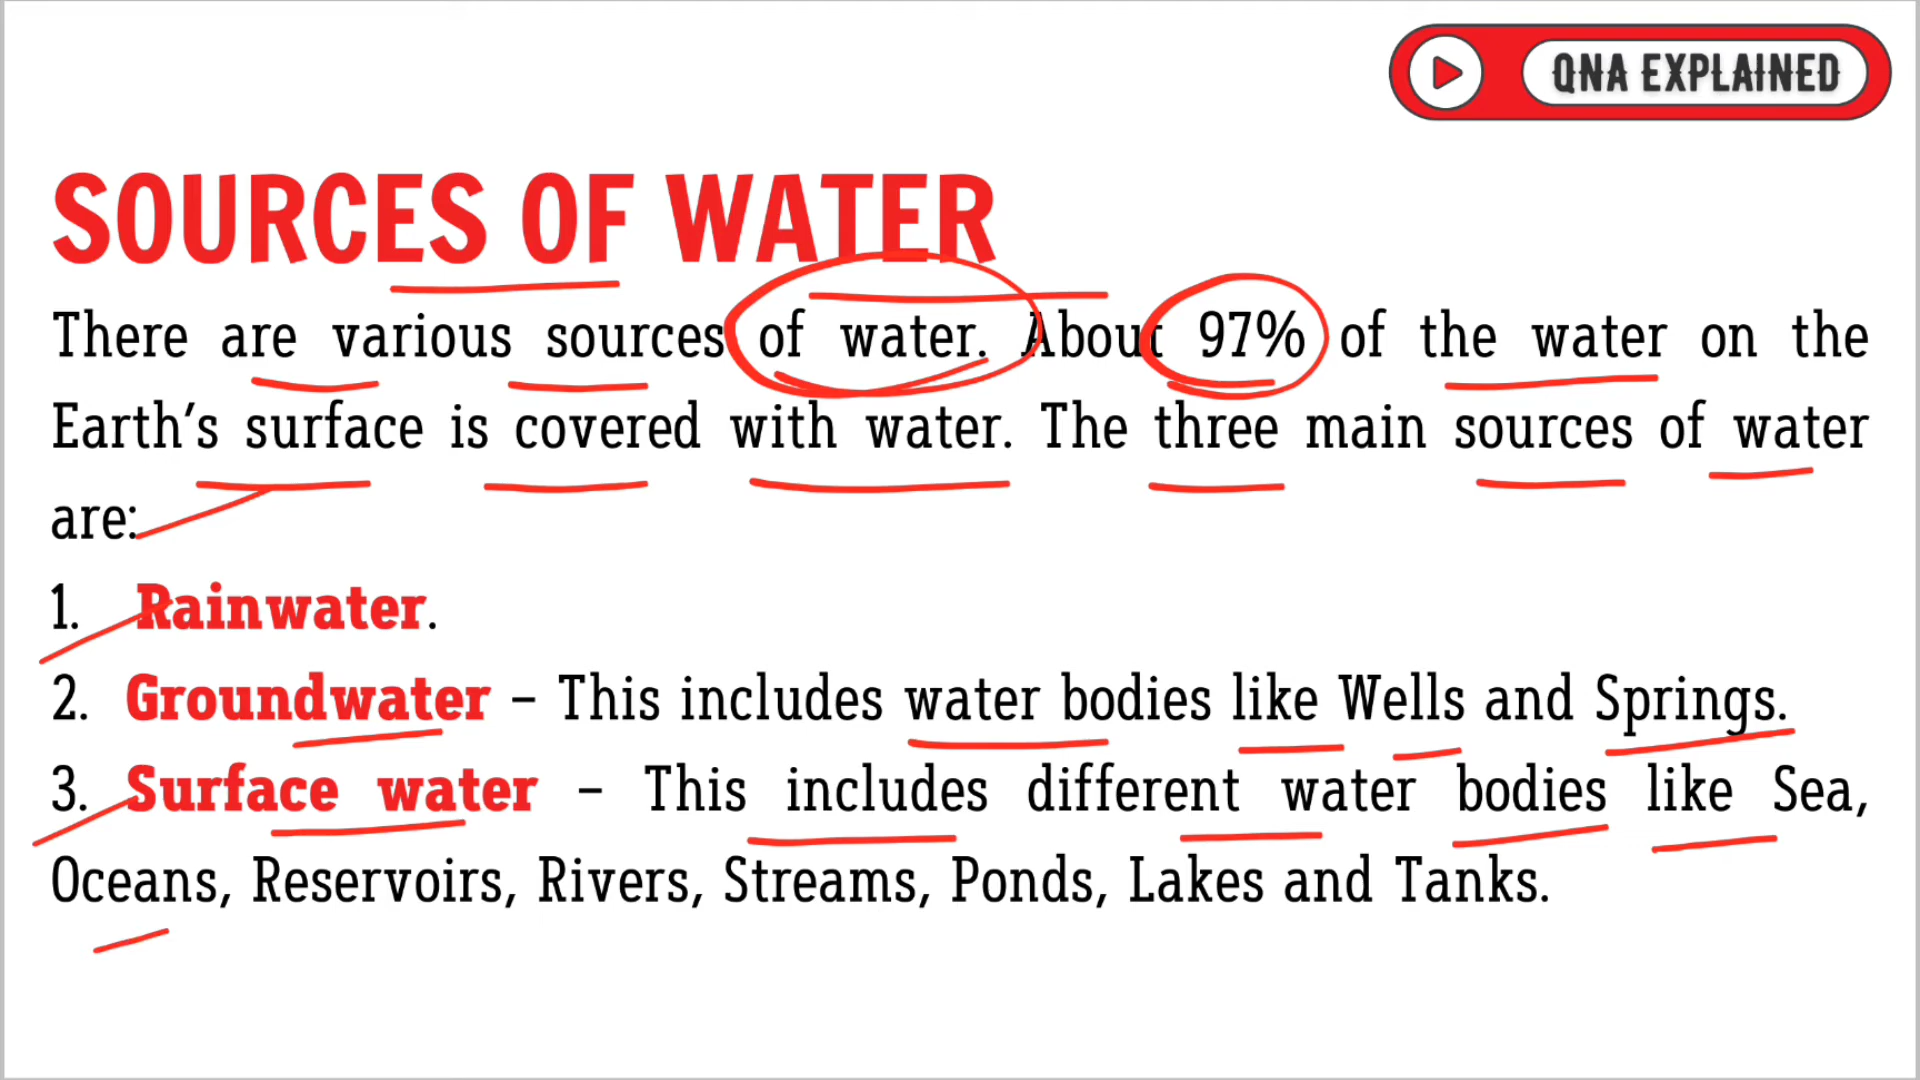 QNA EXPLAINED
SOURCES OF WATER
There are various sources of water. About 97% of the water on the
Earth’s surface is covered with water. The three main sources of water
are:
1. Rainwater.
2. Groundwater – This includes water bodies like Wells and Springs.
3. Surface water – This includes different water bodies like Sea,
Oceans, Reservoirs, Rivers, Streams, Ponds, Lakes and Tanks.